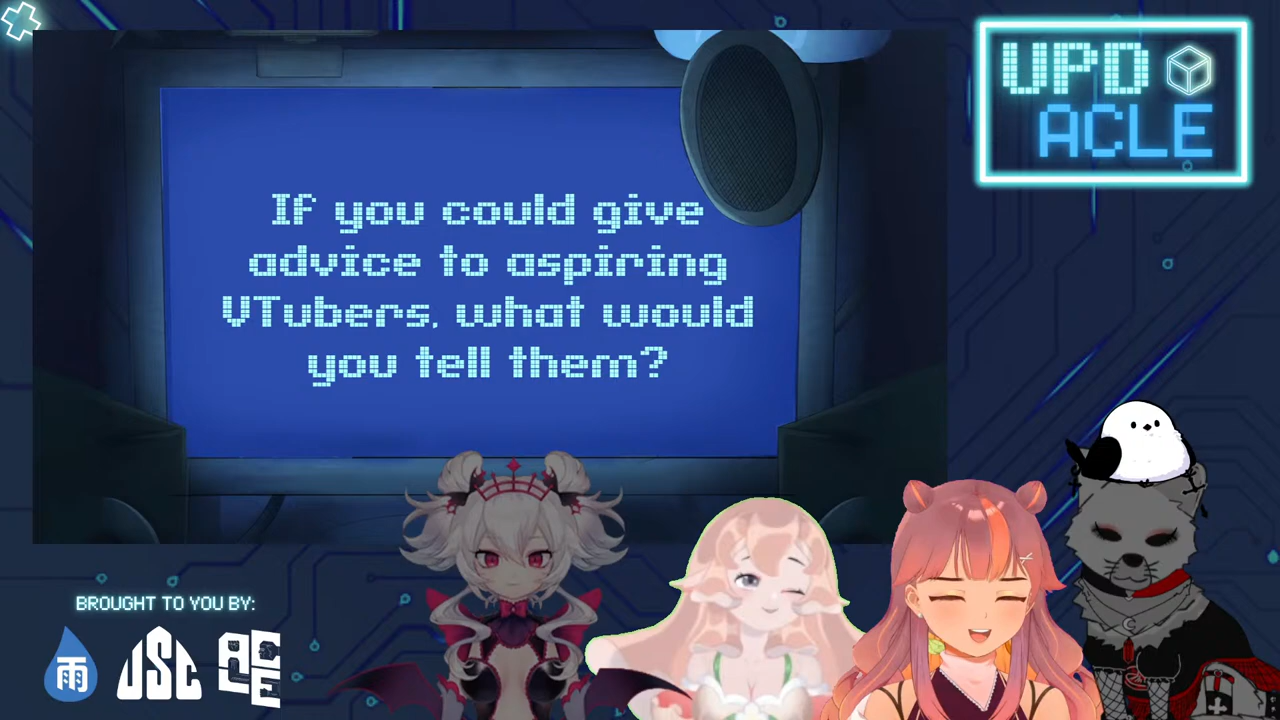 UPD
ACLE
If you could give
advice to aspiring
VTubers, what would
you tell them?
BROUGHT TO YOU BY:
雨
JSC
ACLE